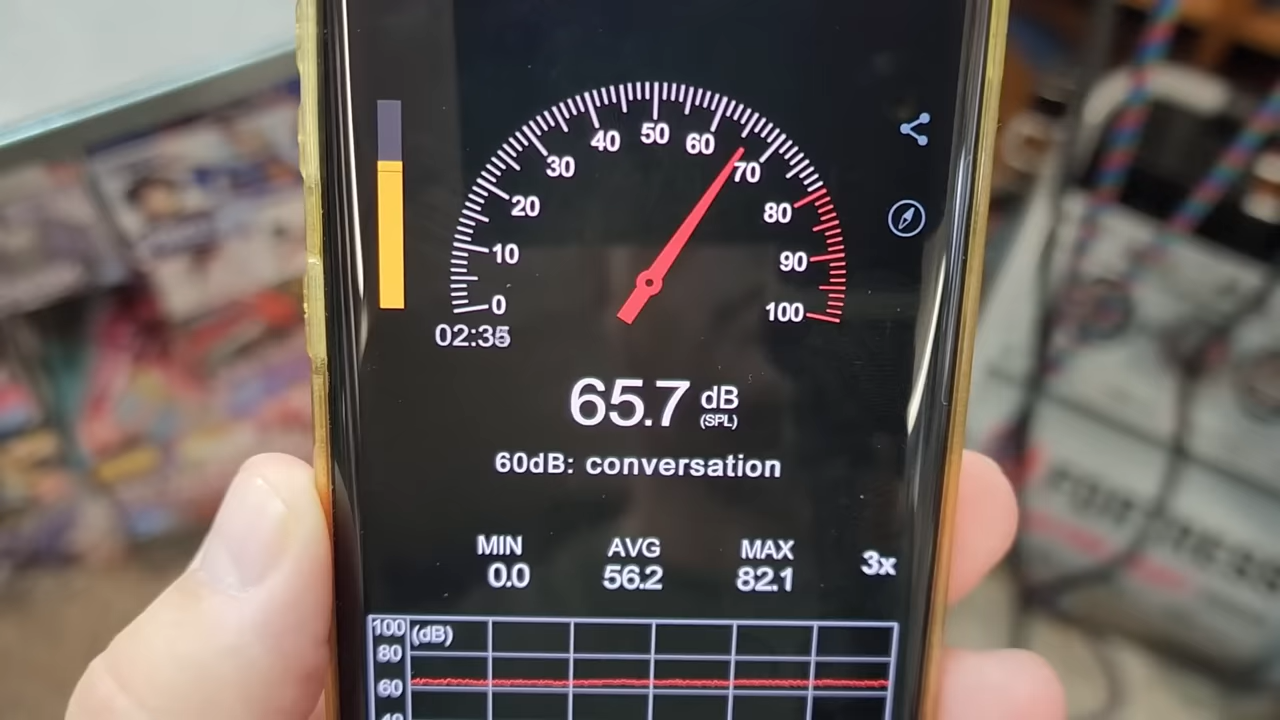 0
10
20
30
40
50
60
70
80
90
100
02:35
65.7 dB
(SPL)
60dB: conversation
MIN AVG MAX
0.0 56.2 82.1 3x
100 (dB)
80
60